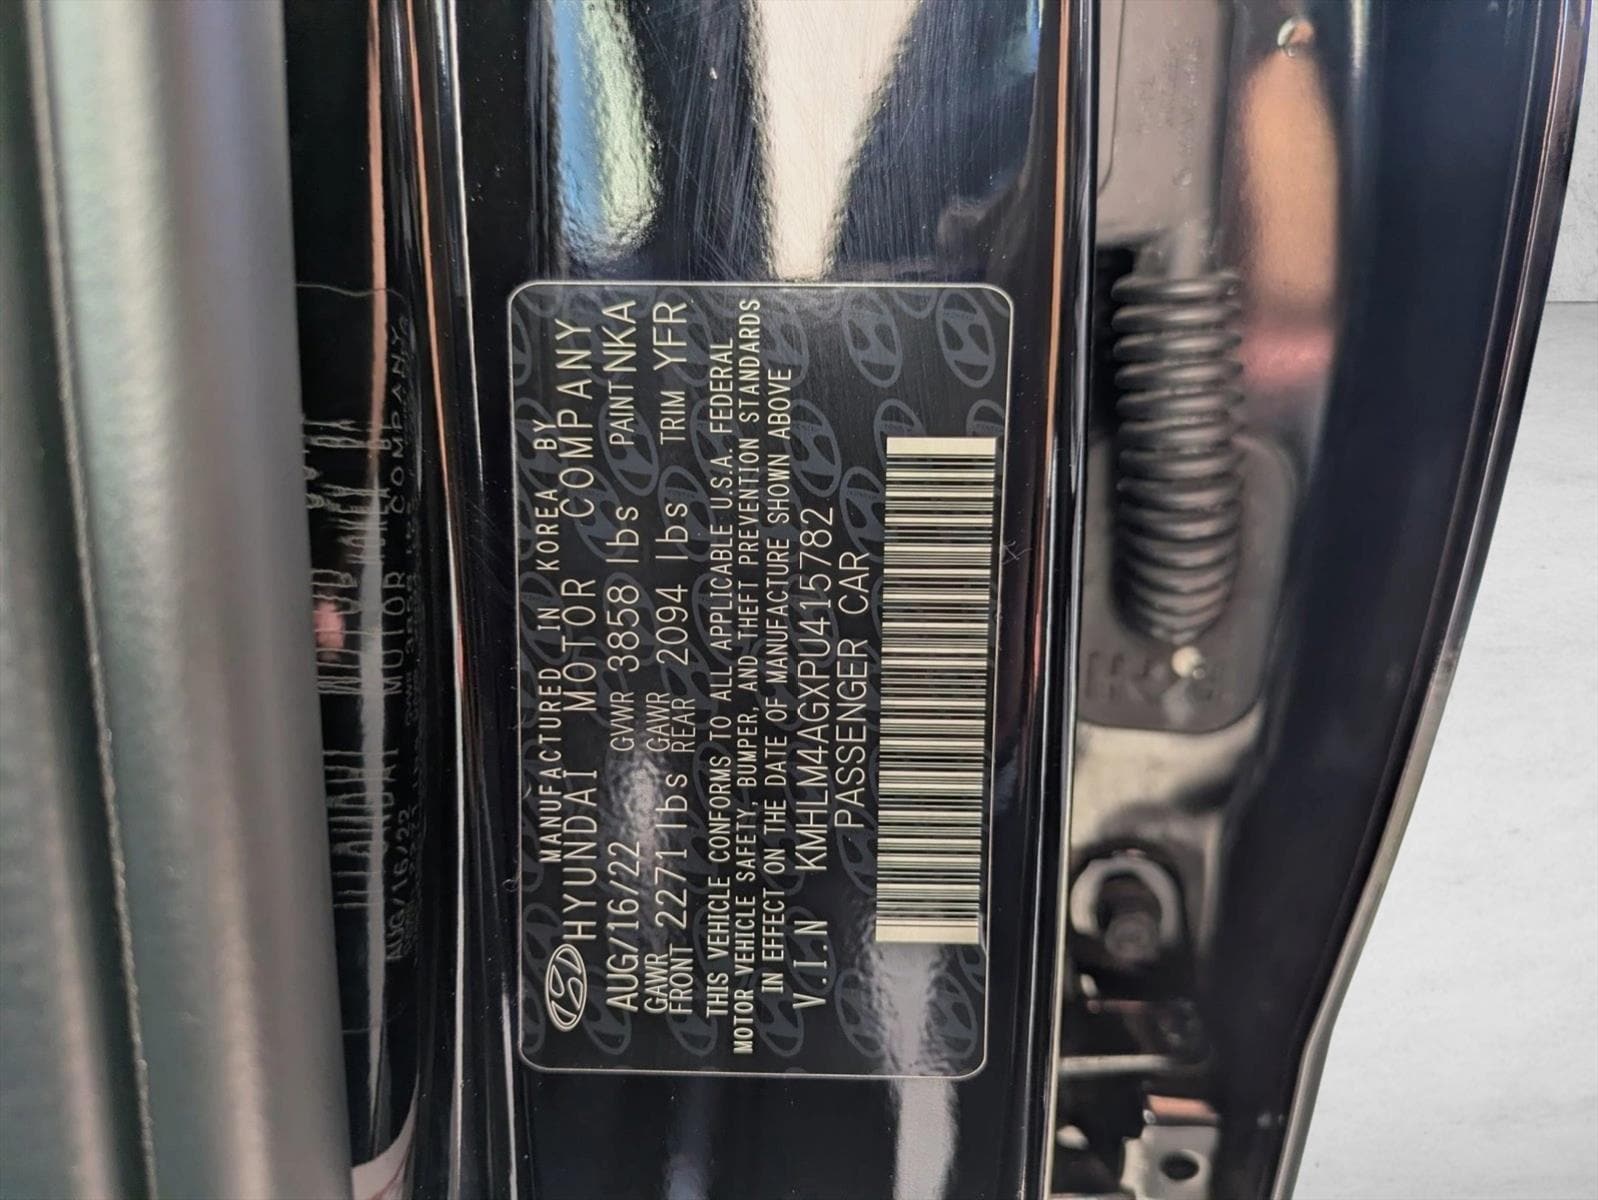 MANUFACTURED IN KOREA BY
HYUNDAI MOTOR COMPANY
AUG/16/22 GVWR 3858 lbs PAINT NKA
GAWR FRONT 2271 lbs GAWR REAR 2094 lbs TRIM YFR
THIS VEHICLE CONFORMS TO ALL APPLICABLE U.S.A. FEDERAL
MOTOR VEHICLE SAFETY, BUMPER, AND THEFT PREVENTION STANDARDS
IN EFFECT ON THE DATE OF MANUFACTURE SHOWN ABOVE
V.I.N KMHLM4AGXPU415782
PASSENGER CAR